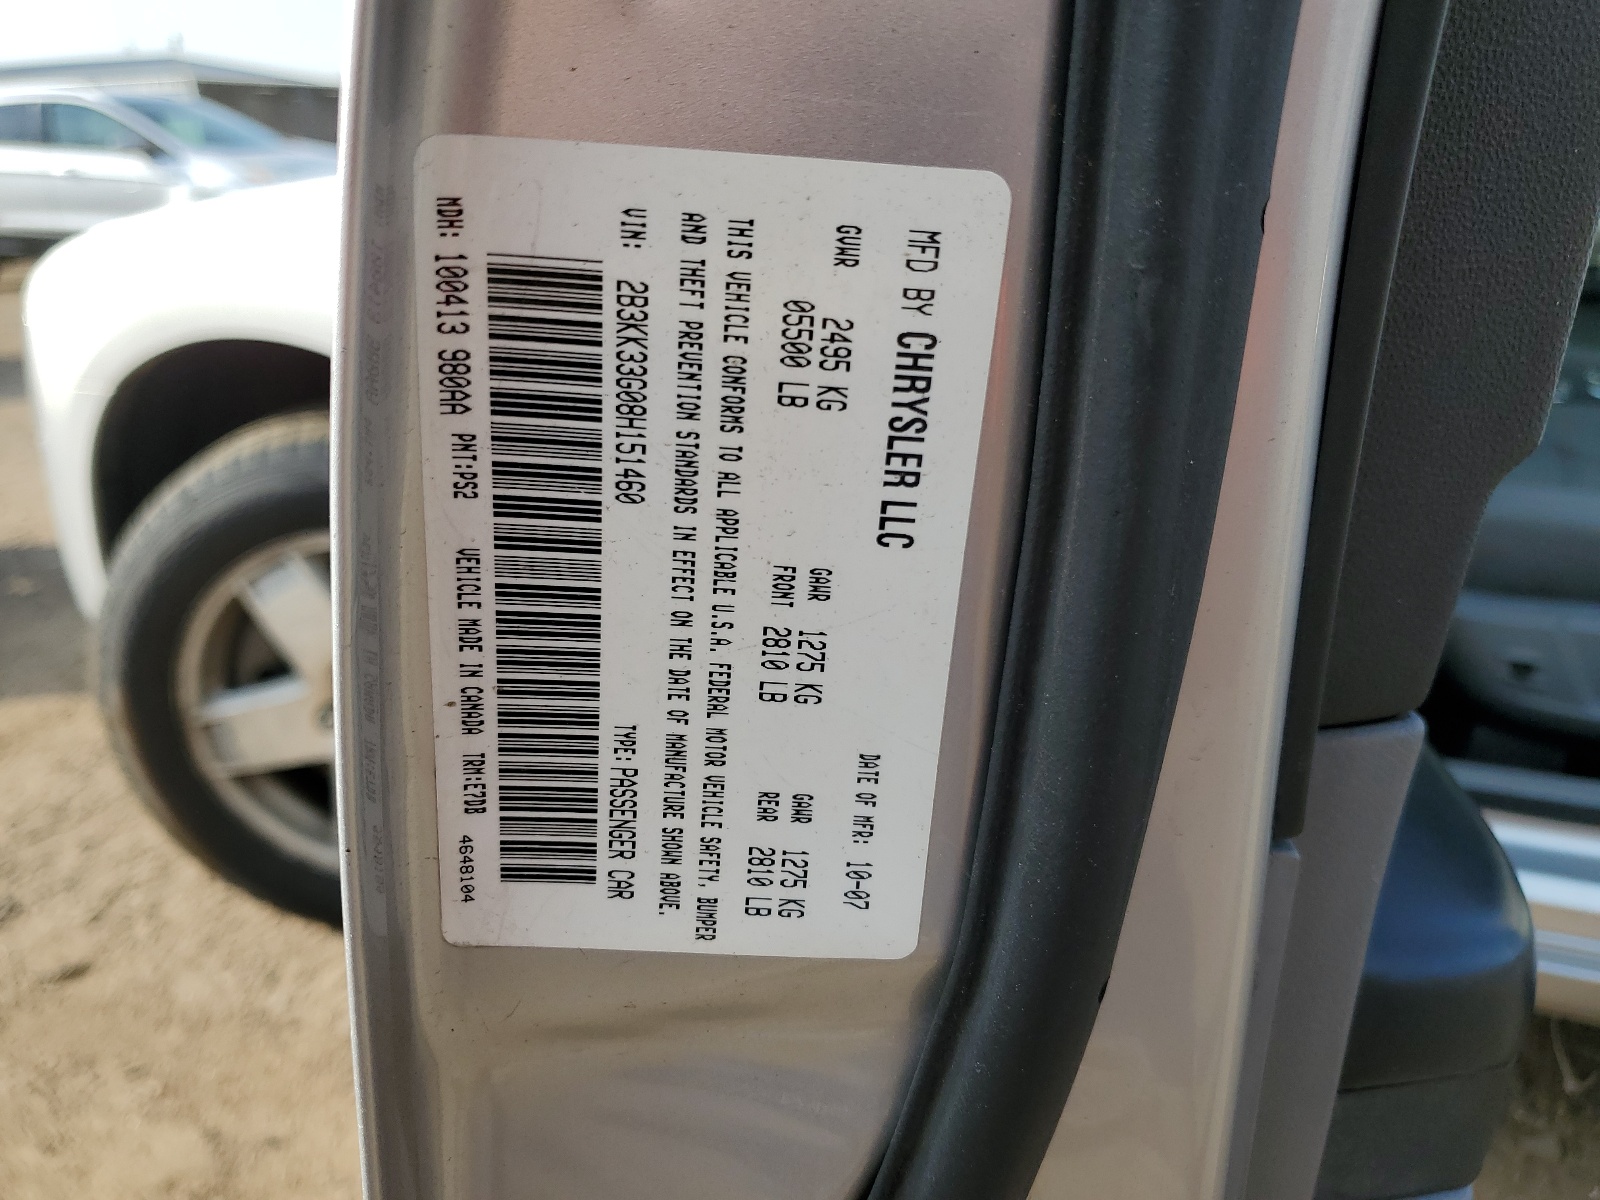 MFD BY CHRYSLER LLC
DATE OF MFR: 10-07
GVWR 2495 KG GAWR 1275 KG GAWR 1275 KG
05500 LB FRONT 2810 LB REAR 2810 LB
THIS VEHICLE CONFORMS TO ALL APPLICABLE U.S.A. FEDERAL MOTOR VEHICLE SAFETY, BUMPER
AND THEFT PREVENTION STANDARDS IN EFFECT ON THE DATE OF MANUFACTURE SHOWN ABOVE.
VIN: 2B3KK33G08H151460 TYPE: PASSENGER CAR
MDH: 100413 980AA PNT:PS2 VEHICLE MADE IN CANADA TRM:E7DB 4648104